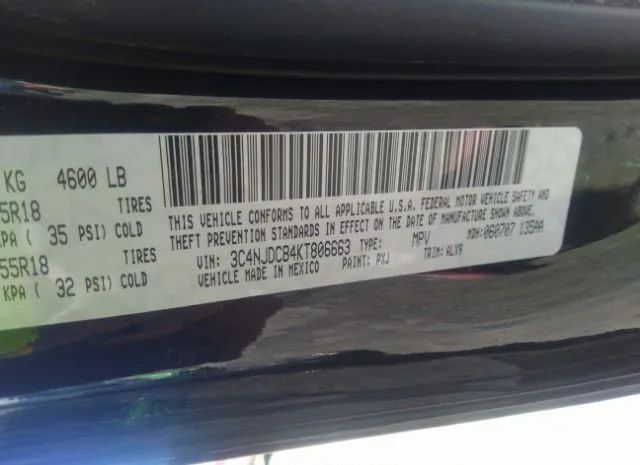 KG 4600 LB
5R18 TIRES
KPA ( 35 PSI) COLD
55R18 TIRES
KPA ( 32 PSI) COLD
THIS VEHICLE CONFORMS TO ALL APPLICABLE U.S.A. FEDERAL MOTOR VEHICLE SAFETY AND
THEFT PREVENTION STANDARDS IN EFFECT ON THE DATE OF MANUFACTURE SHOWN ABOVE.
VIN: 3C4NJDCB4KT806663 TYPE: MPV MDH: 060707 135AA
VEHICLE MADE IN MEXICO PAINT: PXJ TRIM: ALX9